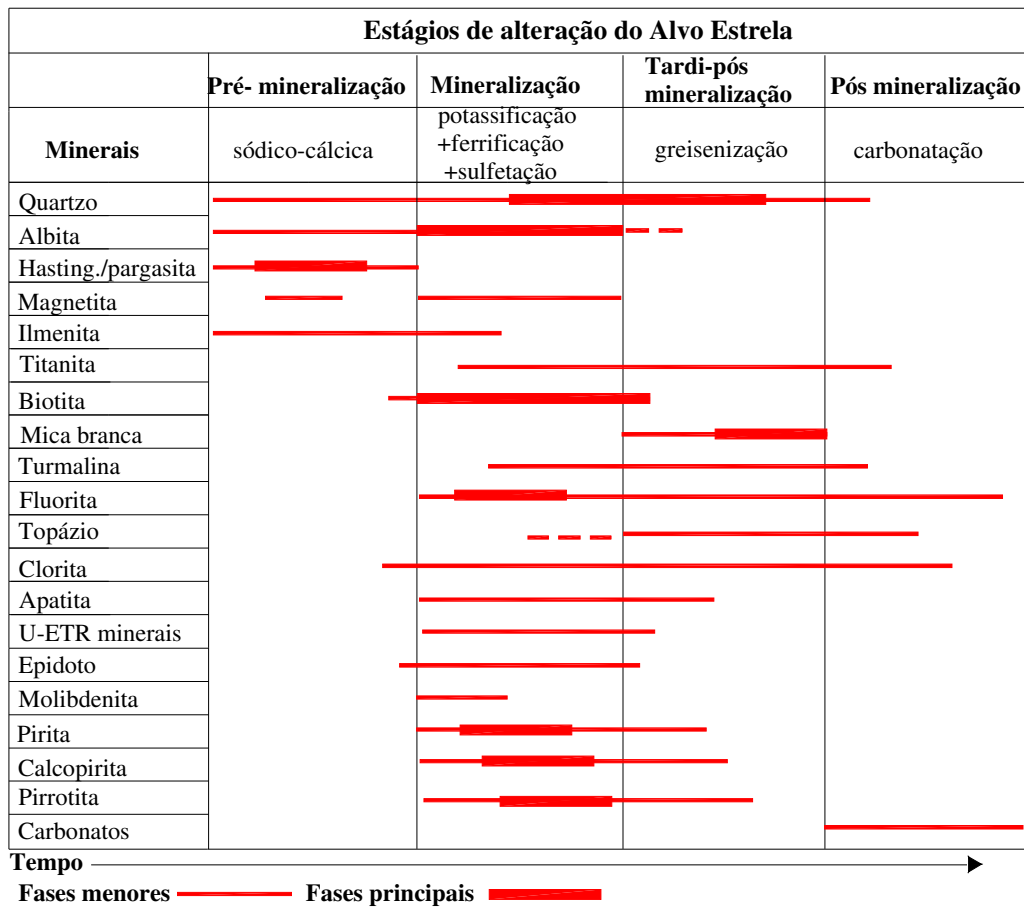 Estágios de alteração do Alvo Estrela
Pré- mineralização
Mineralização
Tardi-pós
mineralização
Pós mineralização
Minerais
sódico-cálcica
potassificação
+ferrificação
+sulfetação
greisenização
carbonatação
Quartzo
Albita
Hasting./pargasita
Magnetita
Ilmenita
Titanita
Biotita
Mica branca
Turmalina
Fluorita
Topázio
Clorita
Apatita
U-ETR minerais
Epidoto
Molibdenita
Pirita
Calcopirita
Pirrotita
Carbonatos
Tempo
Fases menores
Fases principais